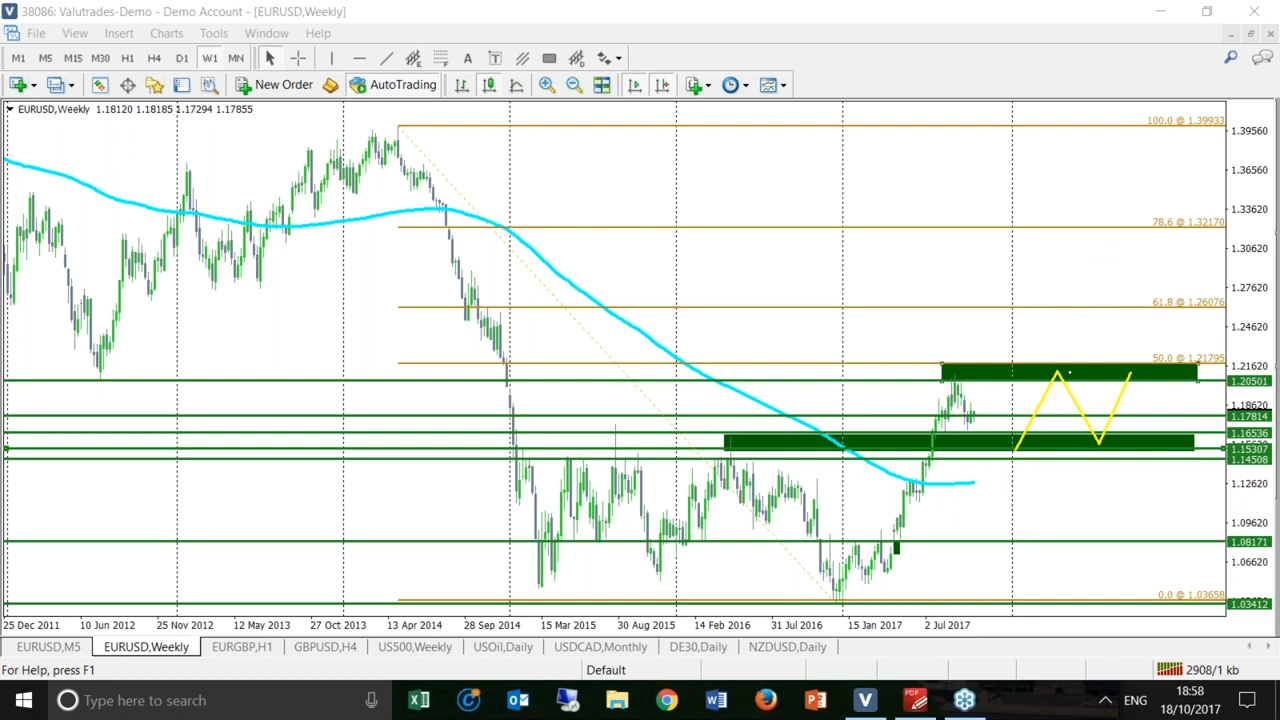 38086: Valutrades-Demo - Demo Account - [EURUSD,Weekly]
File View Insert Charts Tools Window Help
M1 M5 M15 M30 H1 H4 D1 W1 MN A T
New Order AutoTrading
EURUSD,Weekly 1.18120 1.18185 1.17294 1.17855
100.0 @ 1.39933
1.39560
1.36560
78.6 @ 1.32170
1.33620
1.30620
1.27620
61.8 @ 1.26076
1.24620
50.0 @ 1.21795
1.21620
1.20501
1.18620
1.17814
1.16536
1.15307
1.14508
1.12620
1.09620
1.08171
1.06620
0.0 @ 1.03658
1.03412
25 Dec 2011 10 Jun 2012 25 Nov 2012 12 May 2013 27 Oct 2013 13 Apr 2014 28 Sep 2014 15 Mar 2015 30 Aug 2015 14 Feb 2016 31 Jul 2016 15 Jan 2017 2 Jul 2017
EURUSD,M5 EURUSD,Weekly EURGBP,H1 GBPUSD,H4 US500,Weekly USOil,Daily USDCAD,Monthly DE30,Daily NZDUSD,Daily
For Help, press F1 Default 2908/1 kb
Type here to search ENG 18:58
18/10/2017